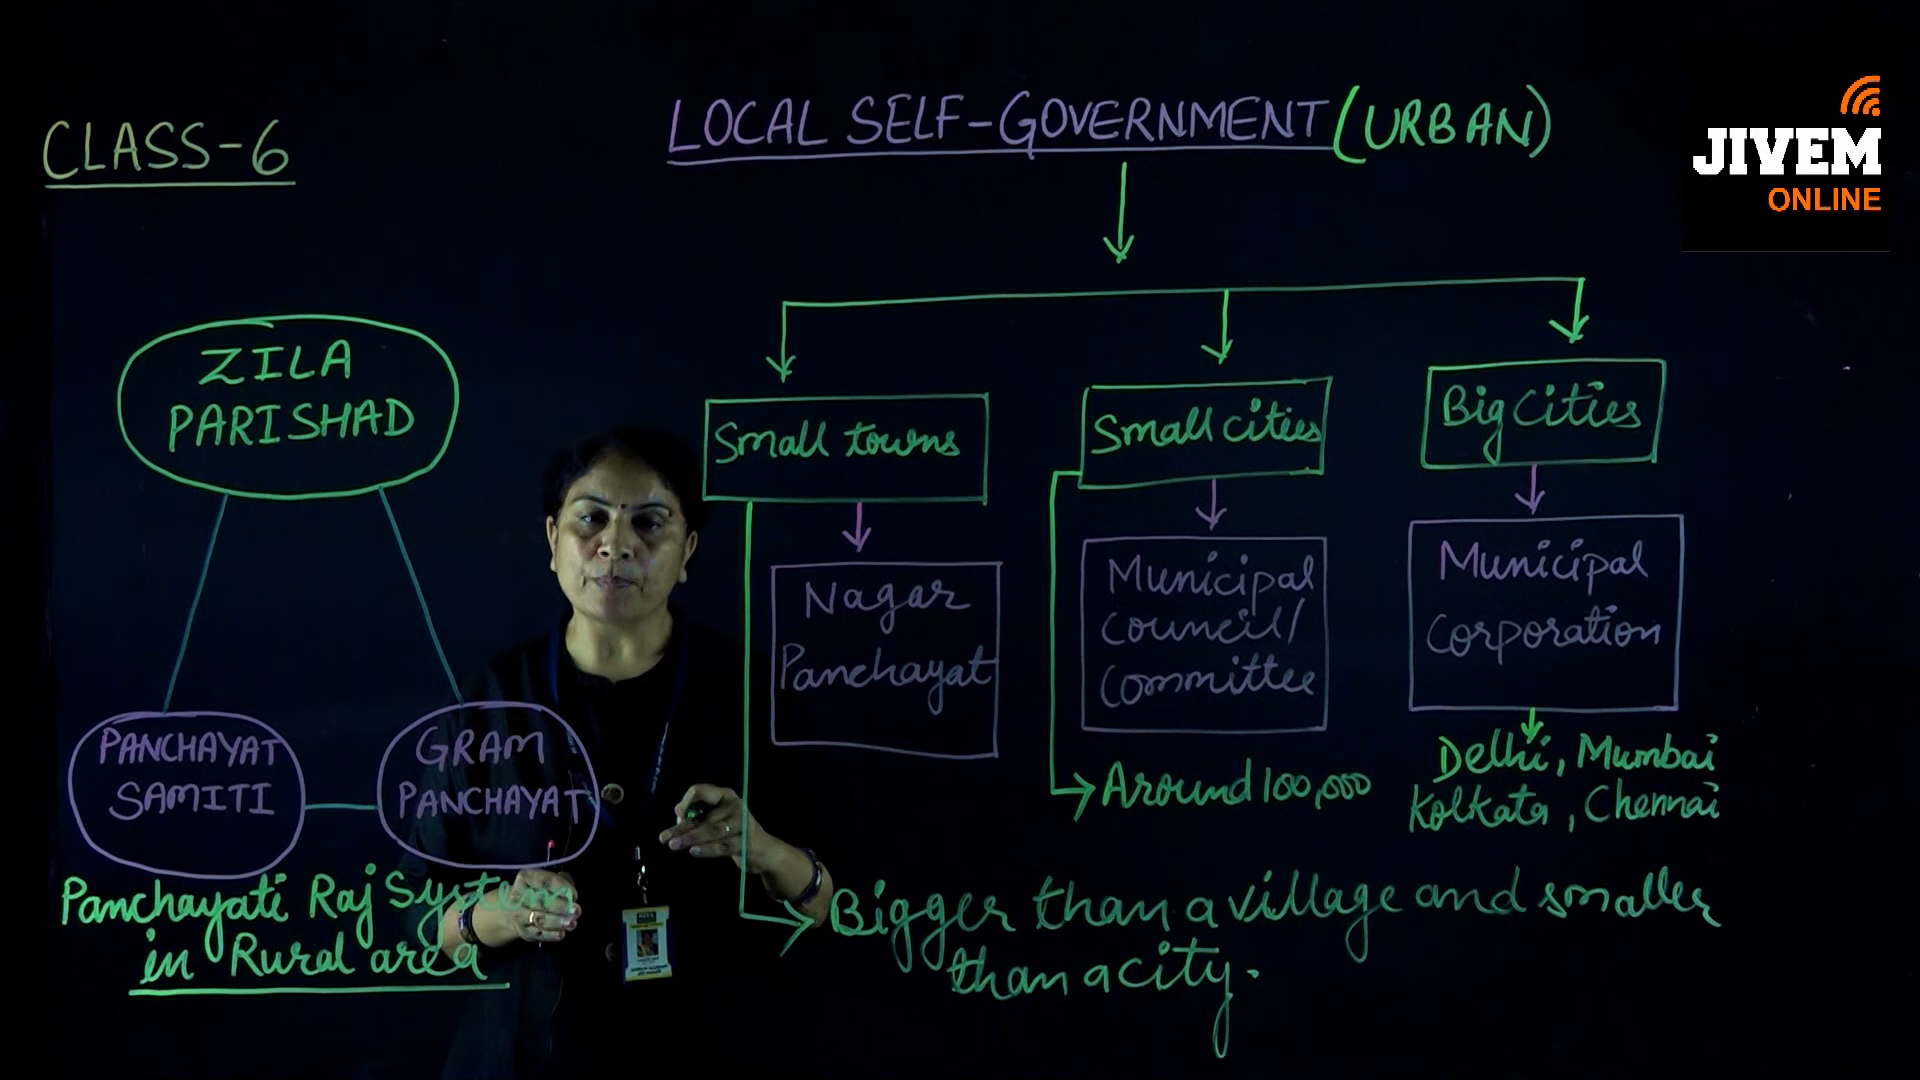 CLASS-6
LOCAL SELF-GOVERNMENT (URBAN)
JIVEM
ONLINE
ZILA
PARISHAD
PANCHAYAT
SAMITI
GRAM
PANCHAYAT
Panchayati Raj System
in Rural area
Small towns
Nagar
Panchayat
Small cities
Municipal
Council/
Committee
Big Cities
Municipal
Corporation
Around 100,000
Delhi, Mumbai
Kolkata, Chennai
Bigger than a village and smaller
than a city.